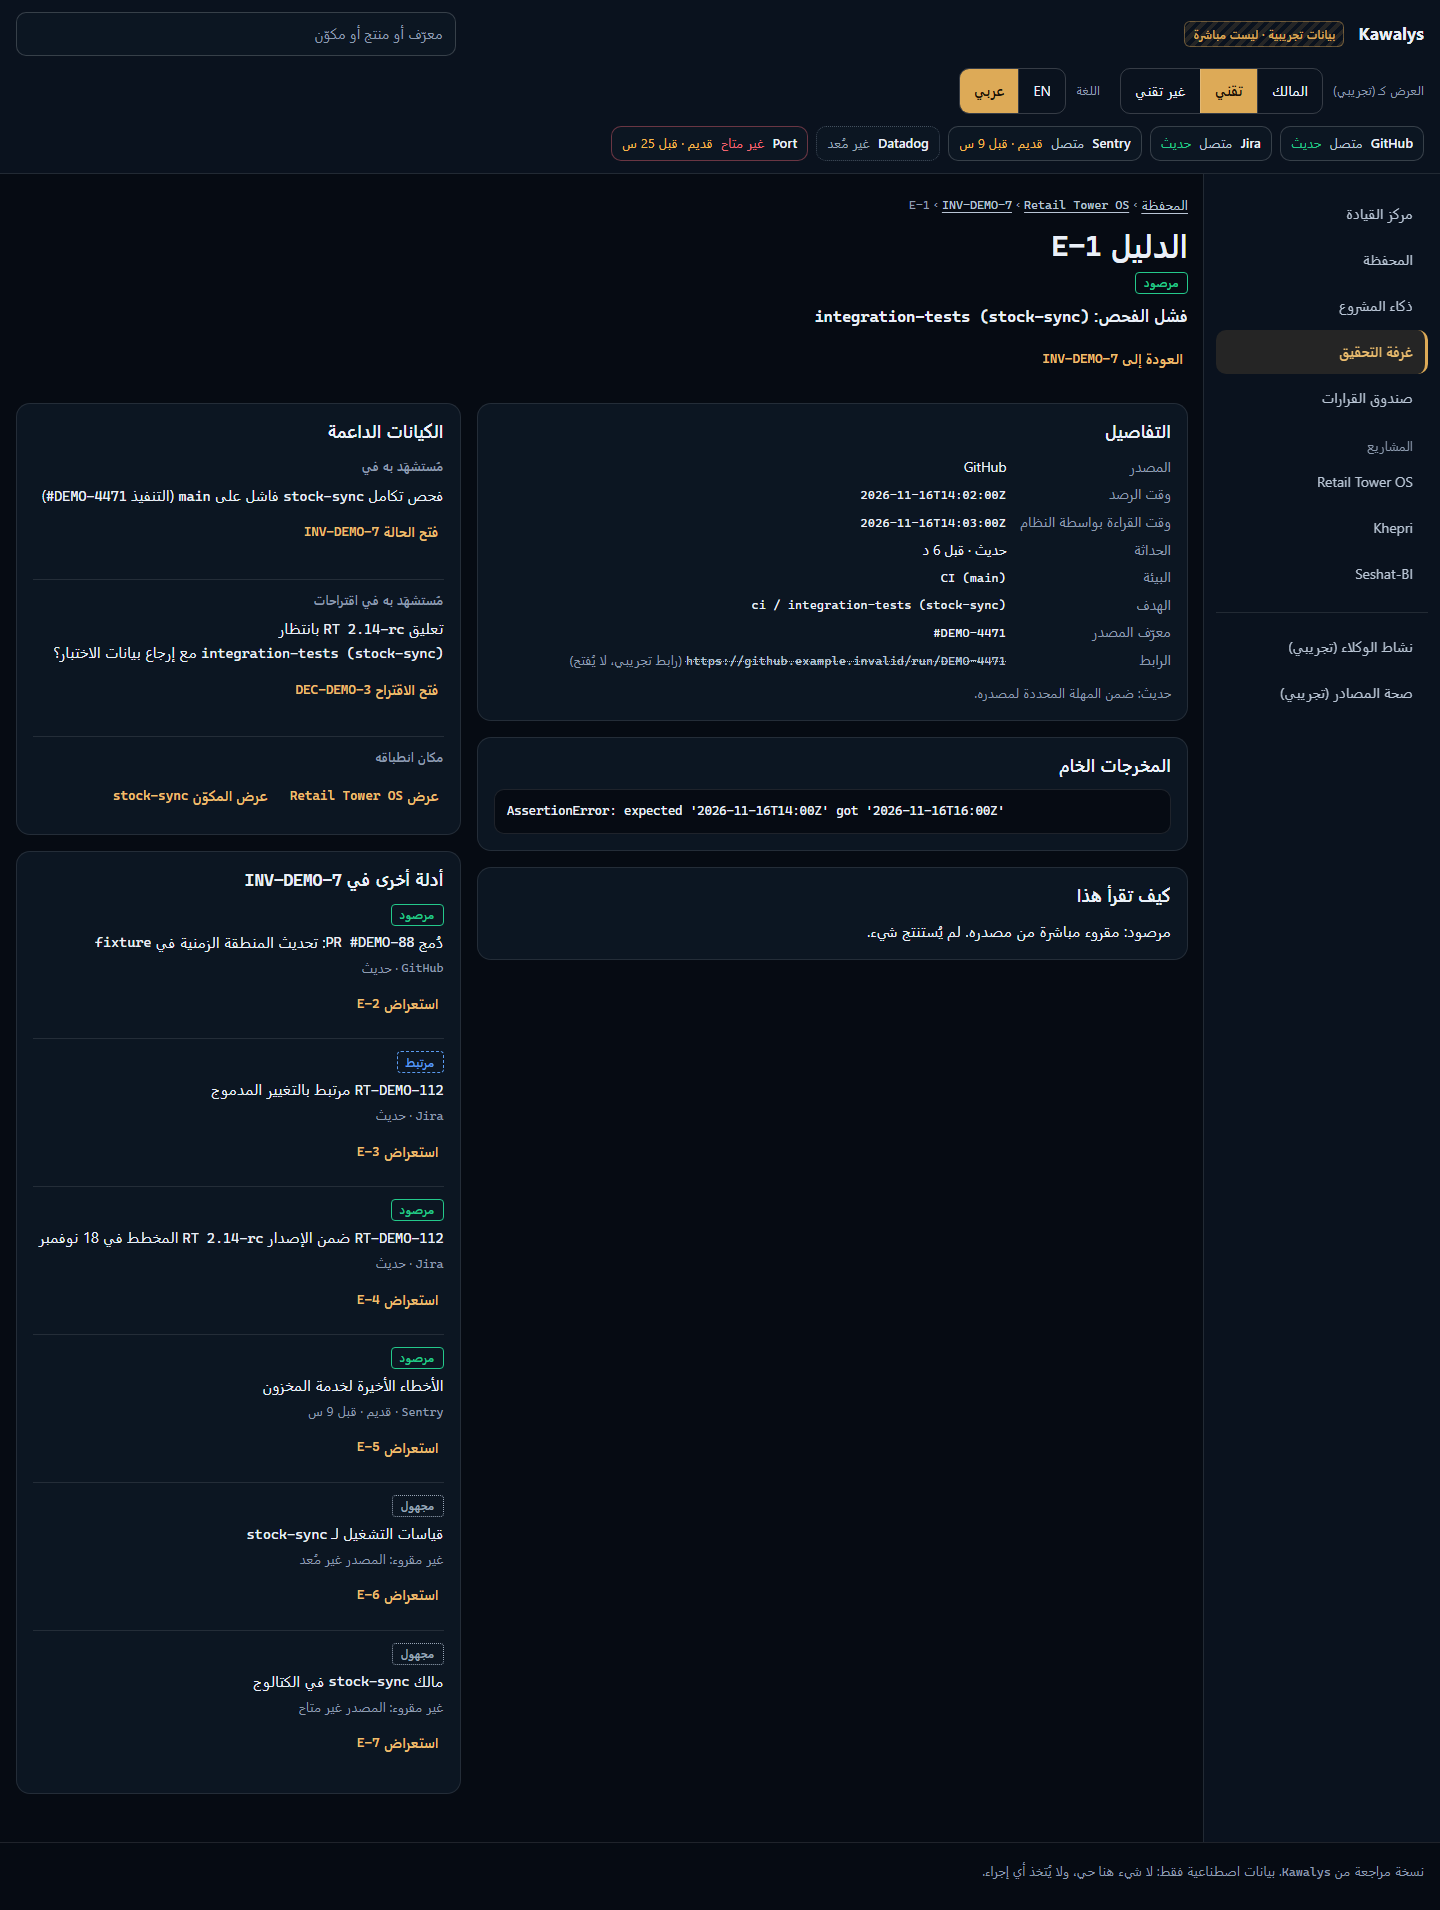 Kawalys
بيانات تجريبية · ليست مباشرة
معرّف أو منتج أو مكوّن
العرض كـ (تجريبي)
المالك
تقني
غير تقني
اللغة
EN
عربي
GitHub متصل حديث
Jira متصل حديث
Sentry متصل قديم · قبل 9 س
Datadog غير مُعد
Port غير متاح قديم · قبل 25 س
مركز القيادة
المحفظة
ذكاء المشروع
غرفة التحقيق
صندوق القرارات
المشاريع
Retail Tower OS
Khepri
Seshat-BI
نشاط الوكلاء (تجريبي)
صحة المصادر (تجريبي)
المحفظة › Retail Tower OS › INV-DEMO-7 › E-1
الدليل E-1
مرصود
فشل الفحص: integration-tests (stock-sync)
العودة إلى INV-DEMO-7
التفاصيل
المصدر GitHub
وقت الرصد 2026-11-16T14:02:00Z
وقت القراءة بواسطة النظام 2026-11-16T14:03:00Z
الحداثة حديث · قبل 6 د
البيئة CI (main)
الهدف ci / integration-tests (stock-sync)
معرّف المصدر #DEMO-4471
الرابط https://github.example.invalid/run/DEMO-4471 (رابط تجريبي، لا يُفتح)
حديث: ضمن المهلة المحددة لمصدره.
المخرجات الخام
AssertionError: expected '2026-11-16T14:00Z' got '2026-11-16T16:00Z'
كيف تقرأ هذا
مرصود: مقروء مباشرة من مصدره. لم يُستنتج شيء.
الكيانات الداعمة
مُستشهَد به في
فحص تكامل stock-sync فاشل على main (التنفيذ #DEMO-4471)
فتح الحالة INV-DEMO-7
مُستشهَد به في اقتراحات
تعليق RT 2.14-rc بانتظار
integration-tests (stock-sync) مع إرجاع بيانات الاختبار؟
فتح الاقتراح DEC-DEMO-3
مكان انطباقه
عرض Retail Tower OS
عرض المكوّن stock-sync
أدلة أخرى في INV-DEMO-7
مرصود
دُمج PR #DEMO-88: تحديث المنطقة الزمنية في fixture
GitHub · حديث
استعراض E-2
مرتبط
RT-DEMO-112 مرتبط بالتغيير المدموج
Jira · حديث
استعراض E-3
مرصود
RT-DEMO-112 ضمن الإصدار RT 2.14-rc المخطط في 18 نوفمبر
Jira · حديث
استعراض E-4
مرصود
الأخطاء الأخيرة لخدمة المخزون
Sentry · قديم · قبل 9 س
استعراض E-5
مجهول
قياسات التشغيل لـ stock-sync
غير مقروء: المصدر غير مُعد
استعراض E-6
مجهول
مالك stock-sync في الكتالوج
غير مقروء: المصدر غير متاح
استعراض E-7
نسخة مراجعة من Kawalys. بيانات اصطناعية فقط: لا شيء هنا حي، ولا يُتخذ أي إجراء.